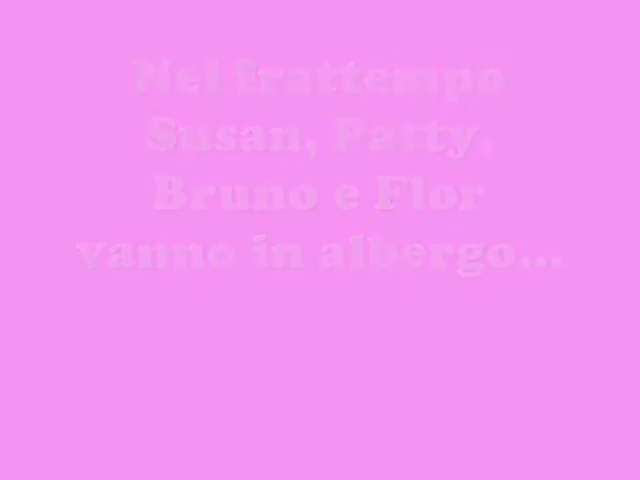 Nel frattempo
Susan, Patty,
Bruno e Flor
vanno in albergo...